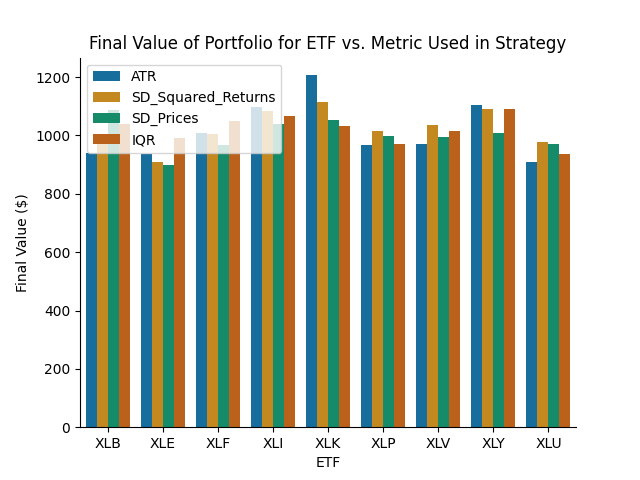 Final Value of Portfolio for ETF vs. Metric Used in Strategy
1200
1000
800
600
400
200
0
Final Value ($)
ATR
SD_Squared_Returns
SD_Prices
IQR
XLB XLE XLF XLI XLK XLP XLV XLY XLU
ETF